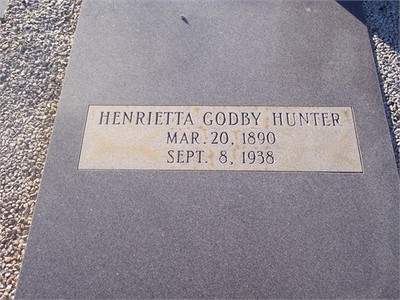 HENRIETTA GODBY HUNTER
MAR. 20, 1890
SEPT. 8, 1938